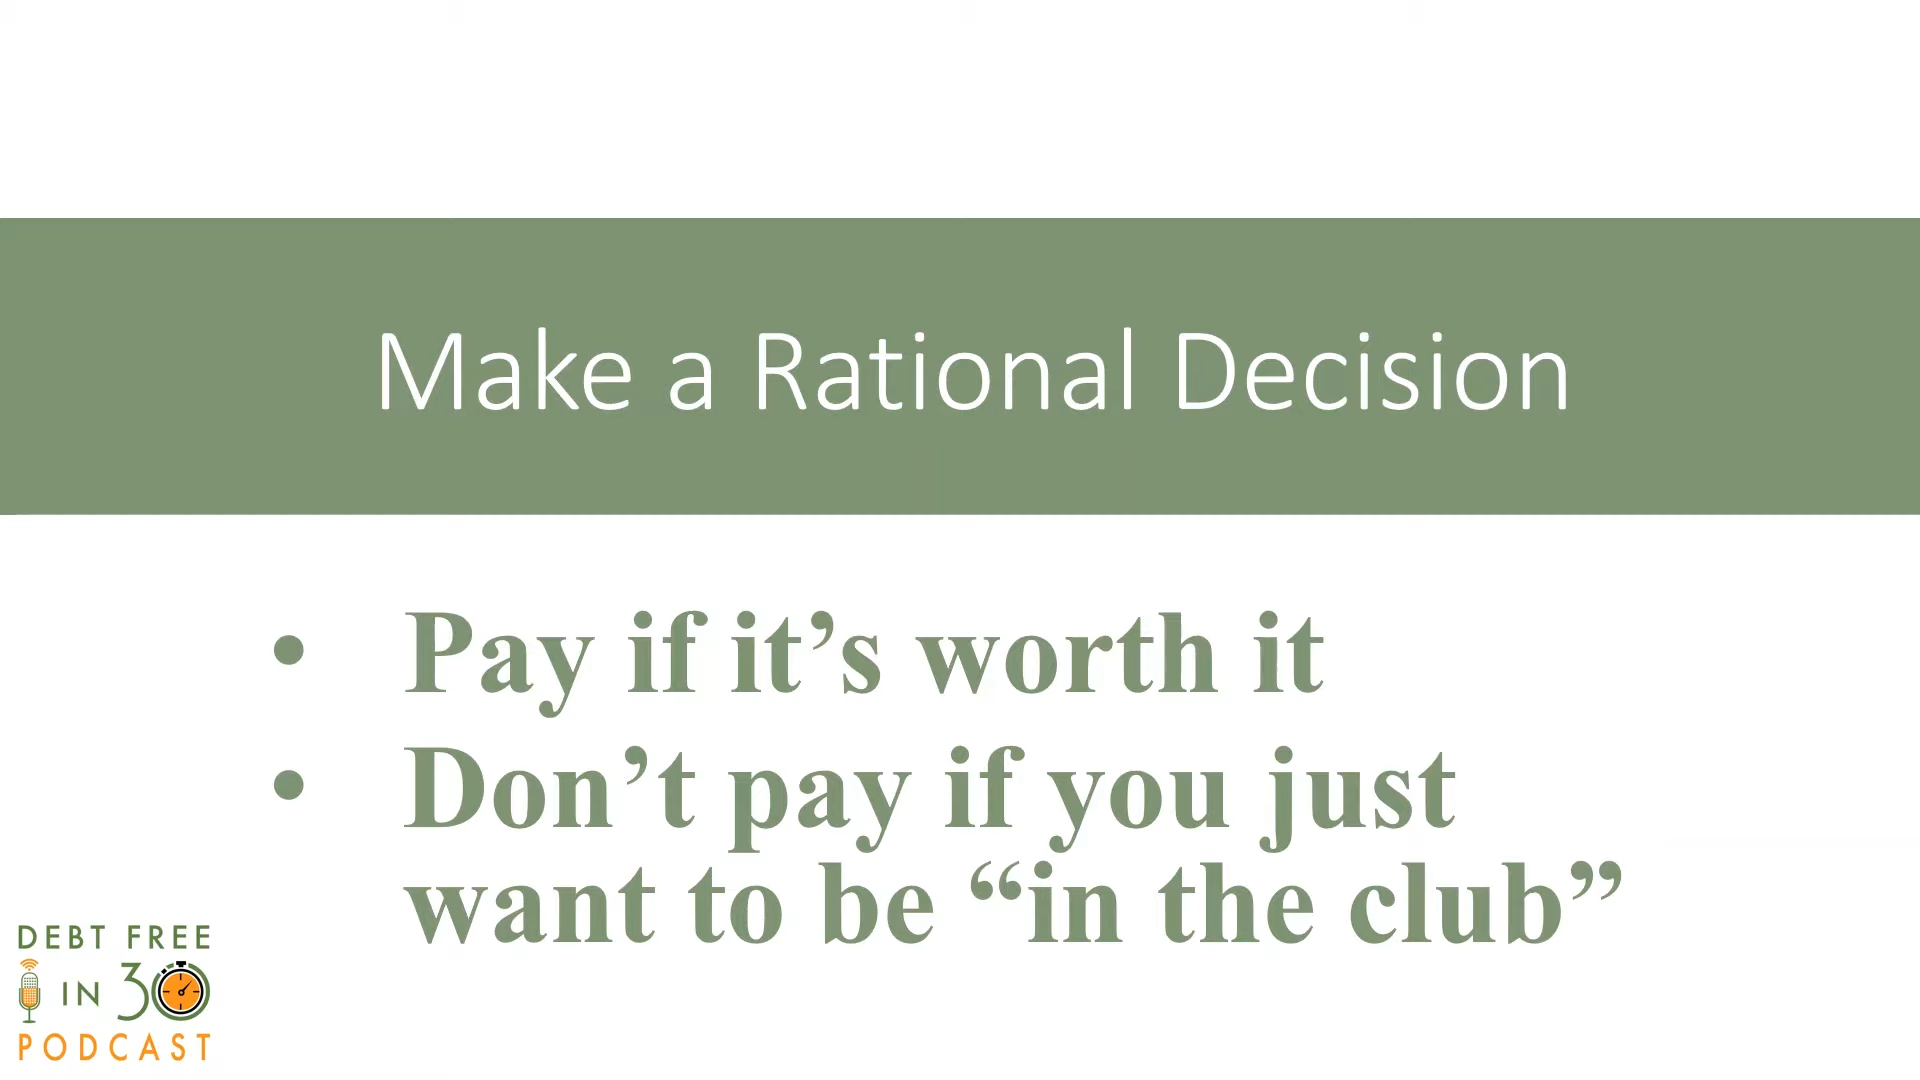 Make a Rational Decision
• Pay if it’s worth it
• Don’t pay if you just
want to be “in the club”
DEBT FREE
IN 30
PODCAST